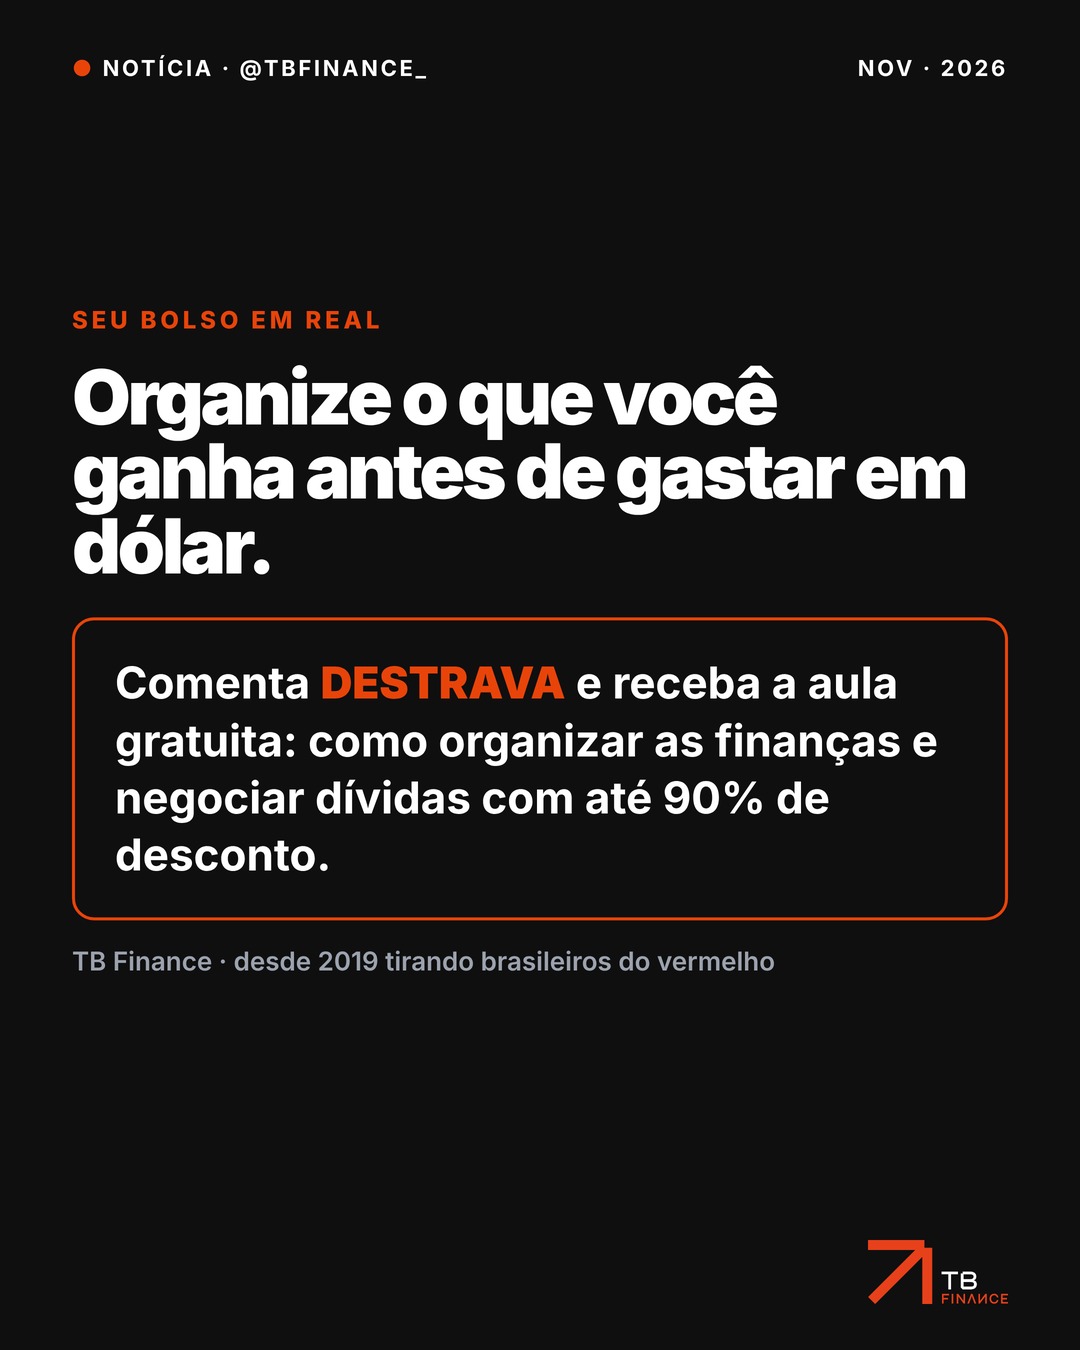 NOTÍCIA · @TBFINANCE_
NOV · 2026
SEU BOLSO EM REAL
Organize o que você
ganha antes de gastar em
dólar.
Comenta DESTRAVA e receba a aula
gratuita: como organizar as finanças e
negociar dívidas com até 90% de
desconto.
TB Finance · desde 2019 tirando brasileiros do vermelho
TB
FINANCE